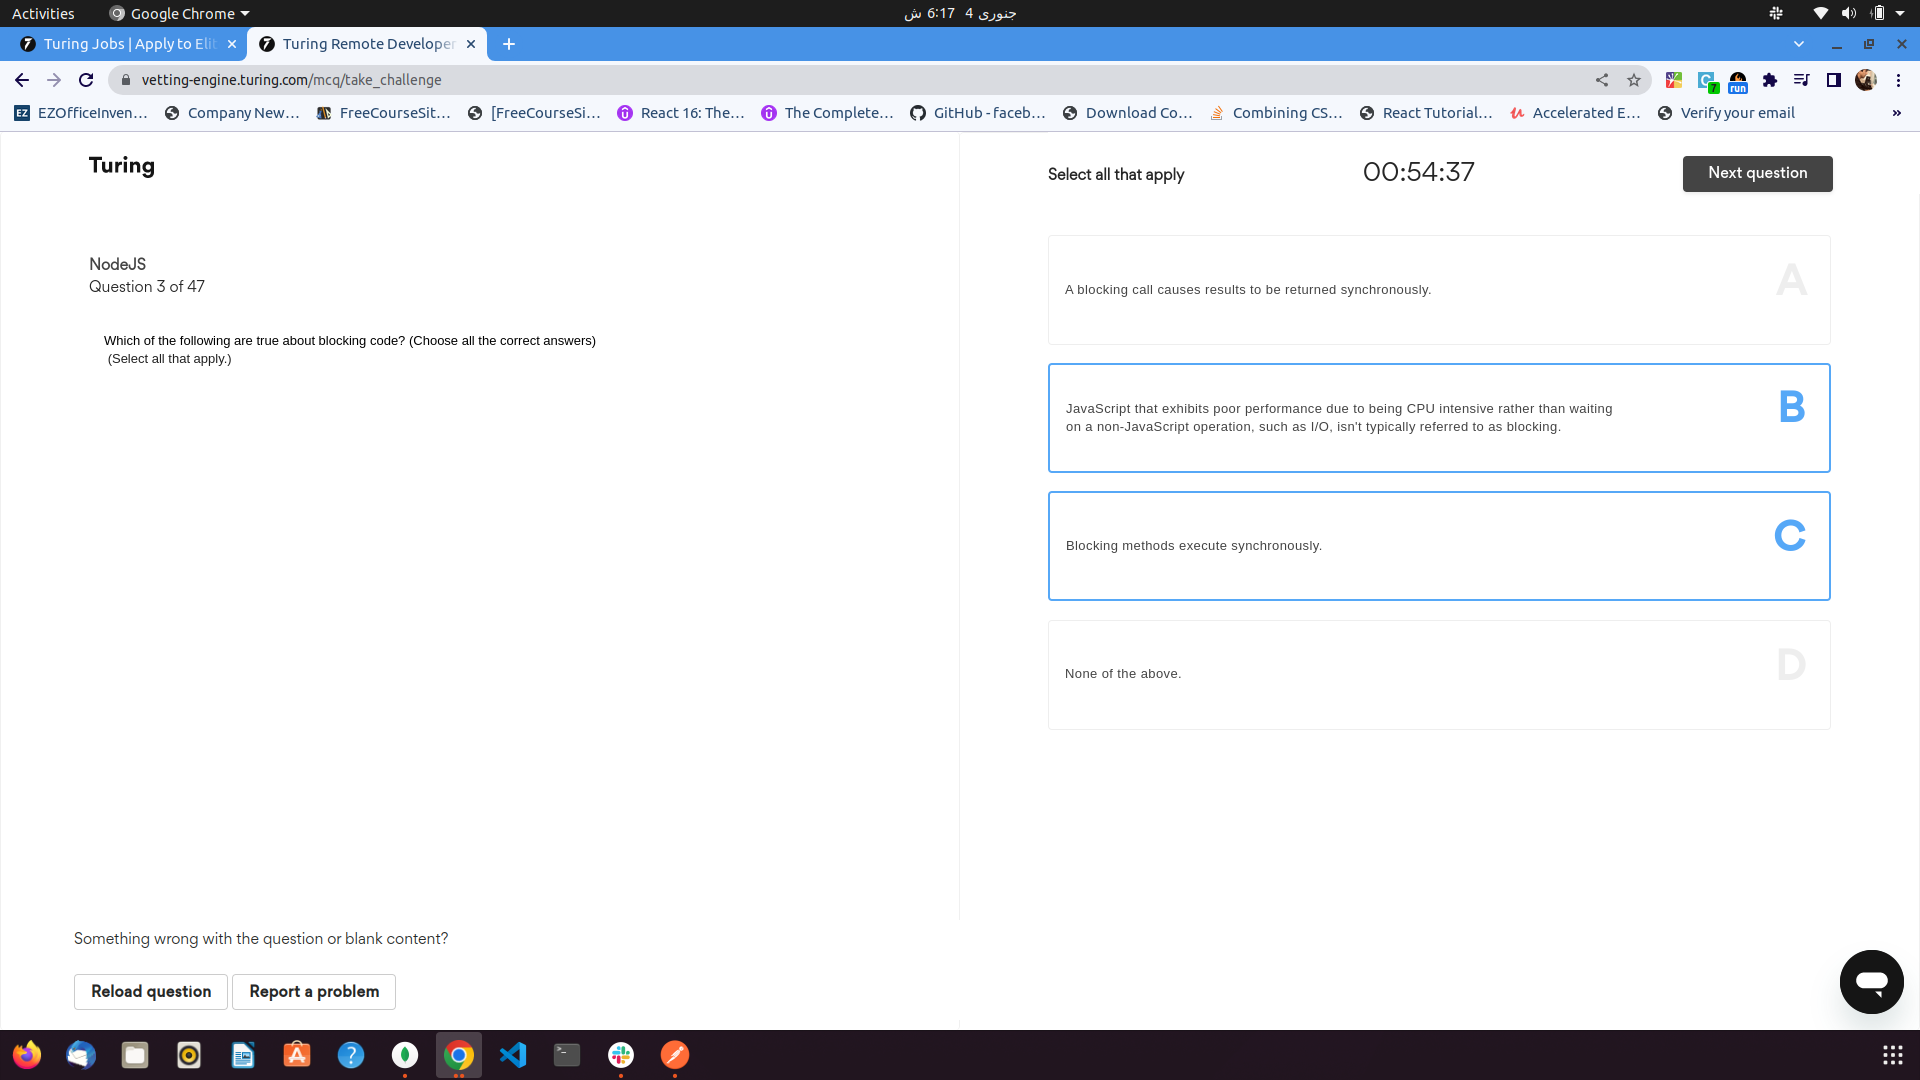 Activities
Google Chrome
جنوری 4 6:17 ش
Turing Jobs | Apply to Elit
Turing Remote Developer
vetting-engine.turing.com/mcq/take_challenge
7
run
EZ EZOfficeInven...
Company New...
FreeCourseSit...
[FreeCourseSi...
React 16: The...
The Complete...
GitHub - faceb...
Download Co...
Combining CS...
React Tutorial...
Accelerated E...
Verify your email
»
Turing
Select all that apply
00:54:37
Next question
NodeJS
Question 3 of 47
Which of the following are true about blocking code? (Choose all the correct answers)
(Select all that apply.)
A
A blocking call causes results to be returned synchronously.
B
JavaScript that exhibits poor performance due to being CPU intensive rather than waiting
on a non-JavaScript operation, such as I/O, isn't typically referred to as blocking.
C
Blocking methods execute synchronously.
D
None of the above.
Something wrong with the question or blank content?
Reload question
Report a problem